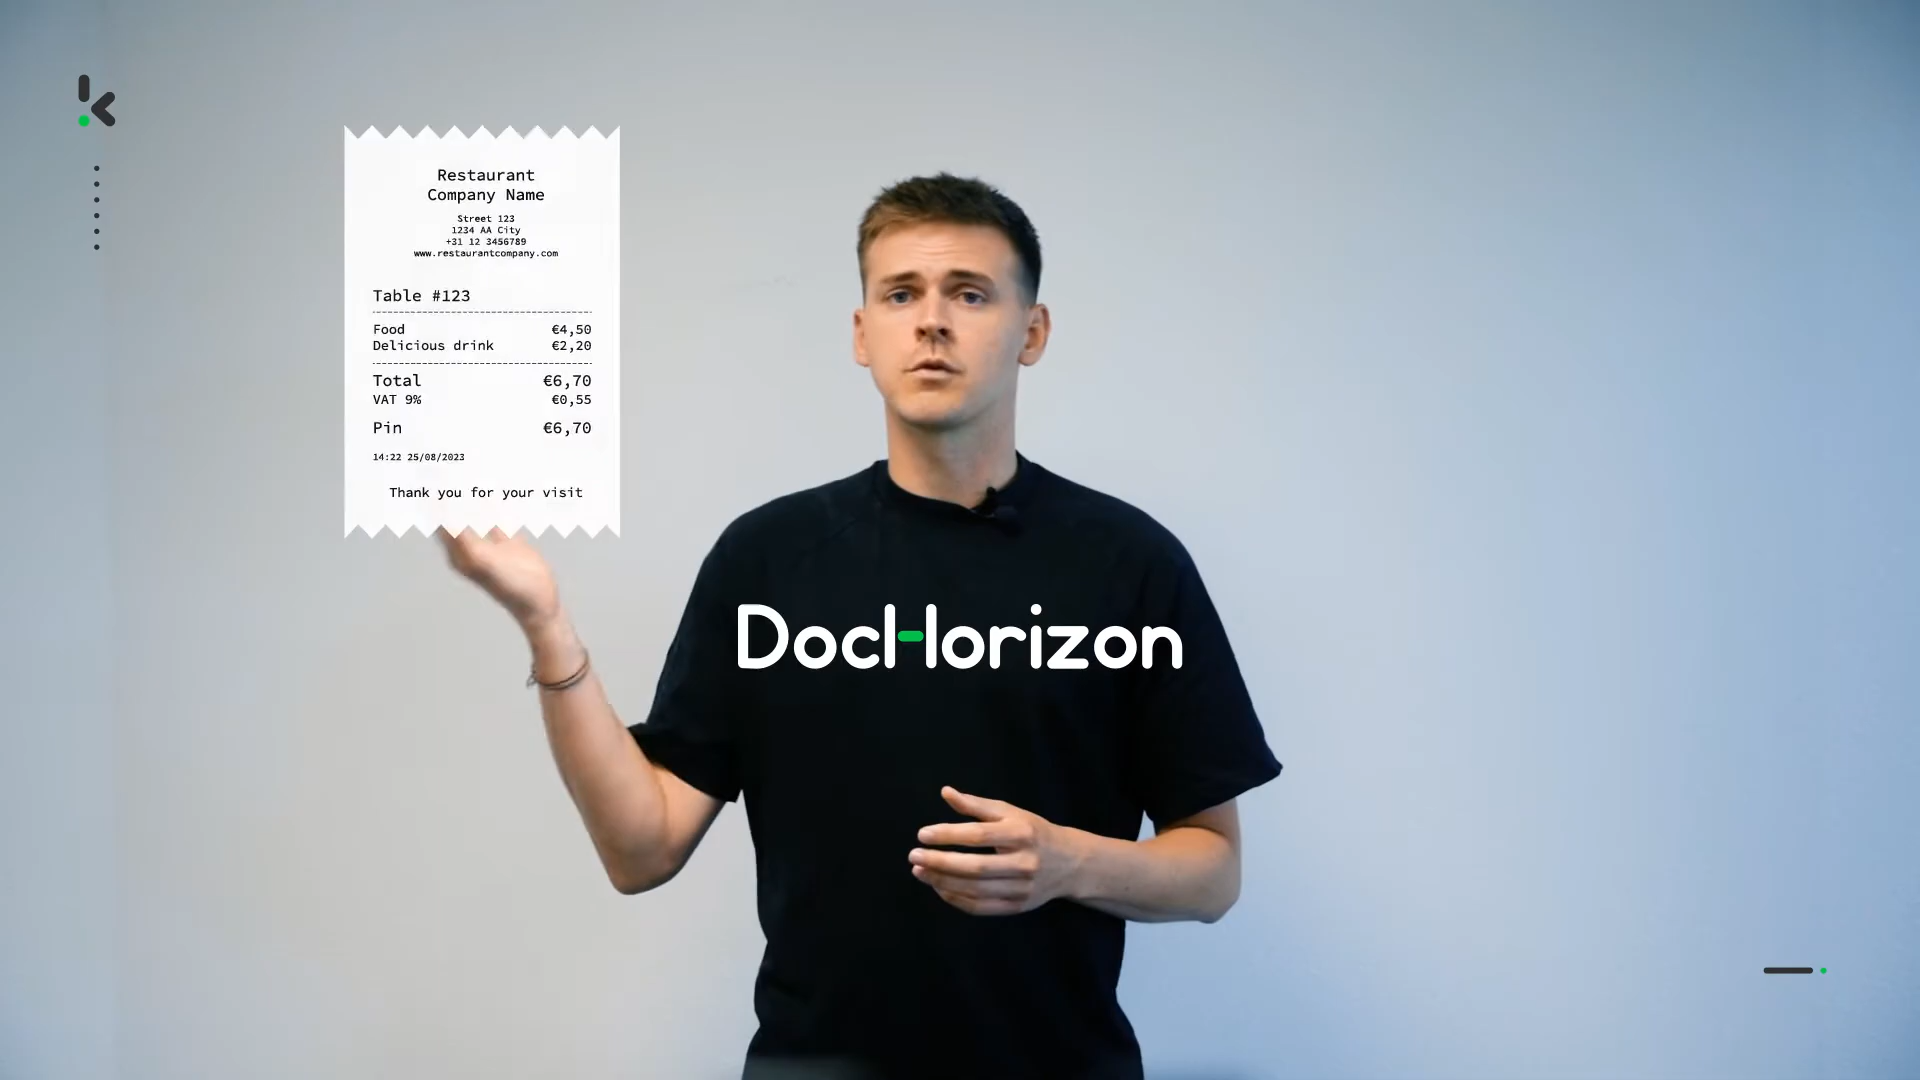 Restaurant
Company Name
Street 123
1234 AA City
+31 12 3456789
www.restaurantcompany.com
Table #123
Food €4,50
Delicious drink €2,20
Total €6,70
VAT 9% €0,55
Pin €6,70
14:22 25/08/2023
Thank you for your visit
DocHorizon